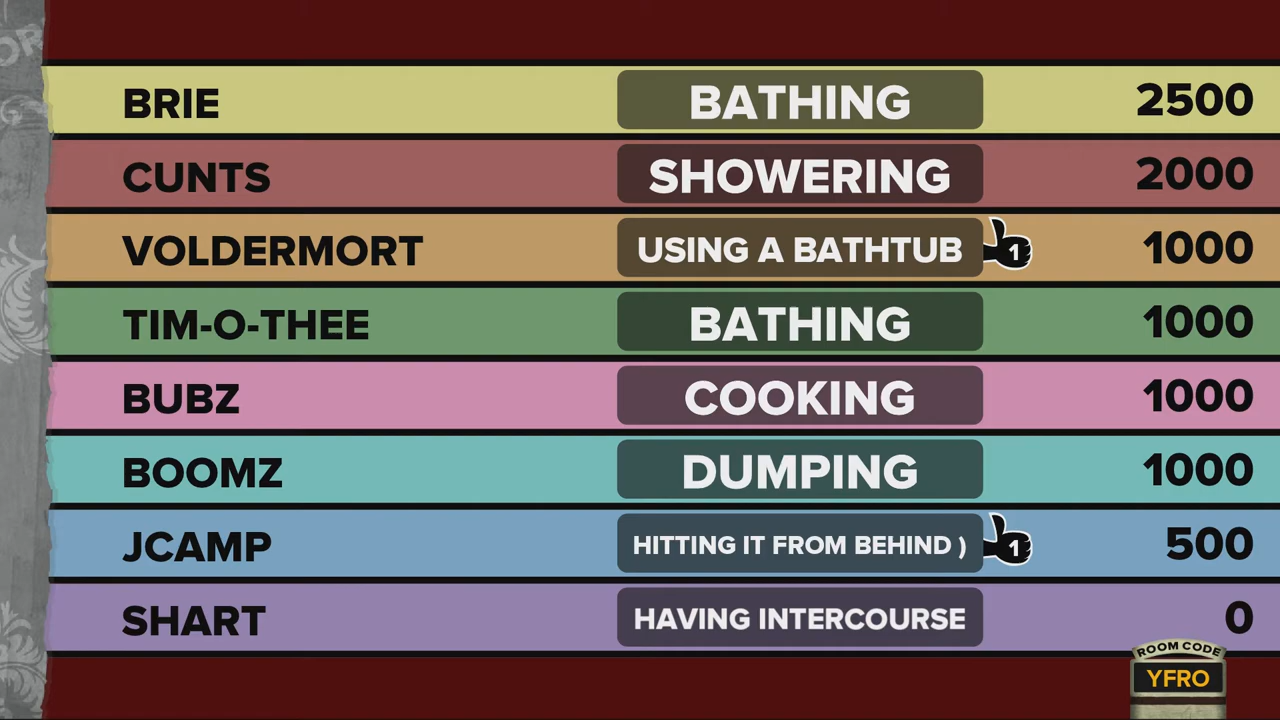 OR
BRIE BATHING 2500
CUNTS SHOWERING 2000
VOLDERMORT USING A BATHTUB 1 1000
TIM-O-THEE BATHING 1000
BUBZ COOKING 1000
BOOMZ DUMPING 1000
JCAMP HITTING IT FROM BEHIND ) 1 500
SHART HAVING INTERCOURSE 0
ROOM CODE
YFRO